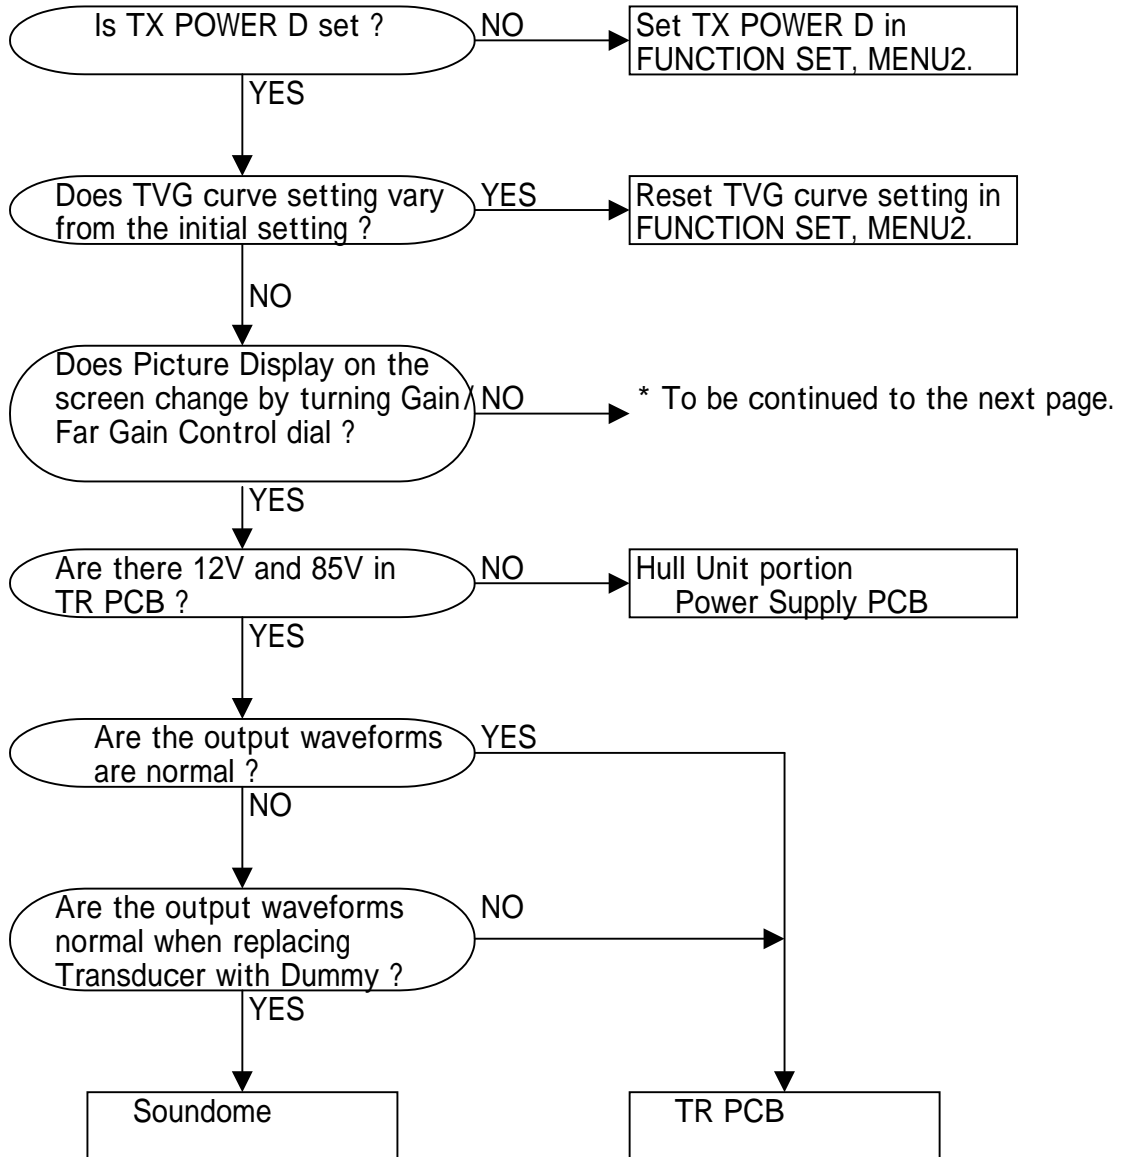 Is TX POWER D set ?
NO
Set TX POWER D in
FUNCTION SET, MENU2.
YES
Does TVG curve setting vary
from the initial setting ?
YES
Reset TVG curve setting in
FUNCTION SET, MENU2.
NO
Does Picture Display on the
screen change by turning Gain/
Far Gain Control dial ?
NO
* To be continued to the next page.
YES
Are there 12V and 85V in
TR PCB ?
NO
Hull Unit portion
Power Supply PCB
YES
Are the output waveforms
are normal ?
YES
NO
Are the output waveforms
normal when replacing
Transducer with Dummy ?
NO
YES
Soundome
TR PCB